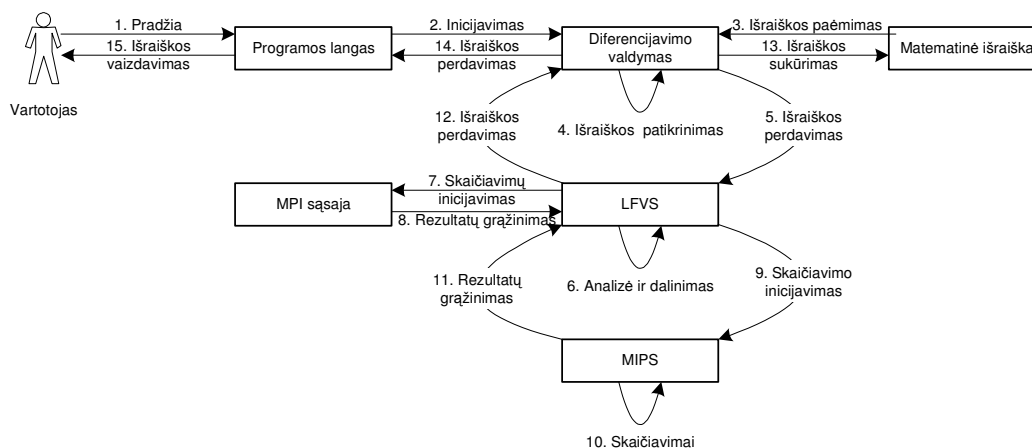 1. Pradžia
15. Išraiškos
vaizdavimas
Vartotojas
Programos langas
2. Inicijavimas
14. Išraiškos
perdavimas
Diferencijavimo
valdymas
3. Išraiškos paėmimas
13. Išraiškos
sukūrimas
Matematinė išraiška
12. Išraiškos
perdavimas
4. Išraiškos patikrinimas
5. Išraiškos
perdavimas
MPI sąsaja
7. Skaičiavimų
inicijavimas
8. Rezultatų grąžinimas
LFVS
11. Rezultatų
grąžinimas
6. Analizė ir dalinimas
9. Skaičiavimo
inicijavimas
MIPS
10. Skaičiavimai